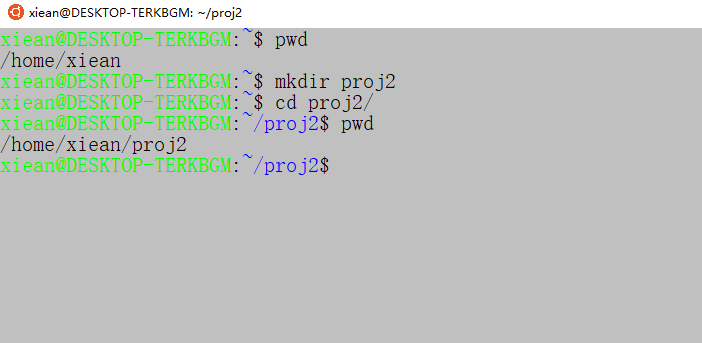 xiean@DESKTOP-TERKBGM: ~/proj2
xiean@DESKTOP-TERKBGM:~$ pwd
/home/xiean
xiean@DESKTOP-TERKBGM:~$ mkdir proj2
xiean@DESKTOP-TERKBGM:~$ cd proj2/
xiean@DESKTOP-TERKBGM:~/proj2$ pwd
/home/xiean/proj2
xiean@DESKTOP-TERKBGM:~/proj2$